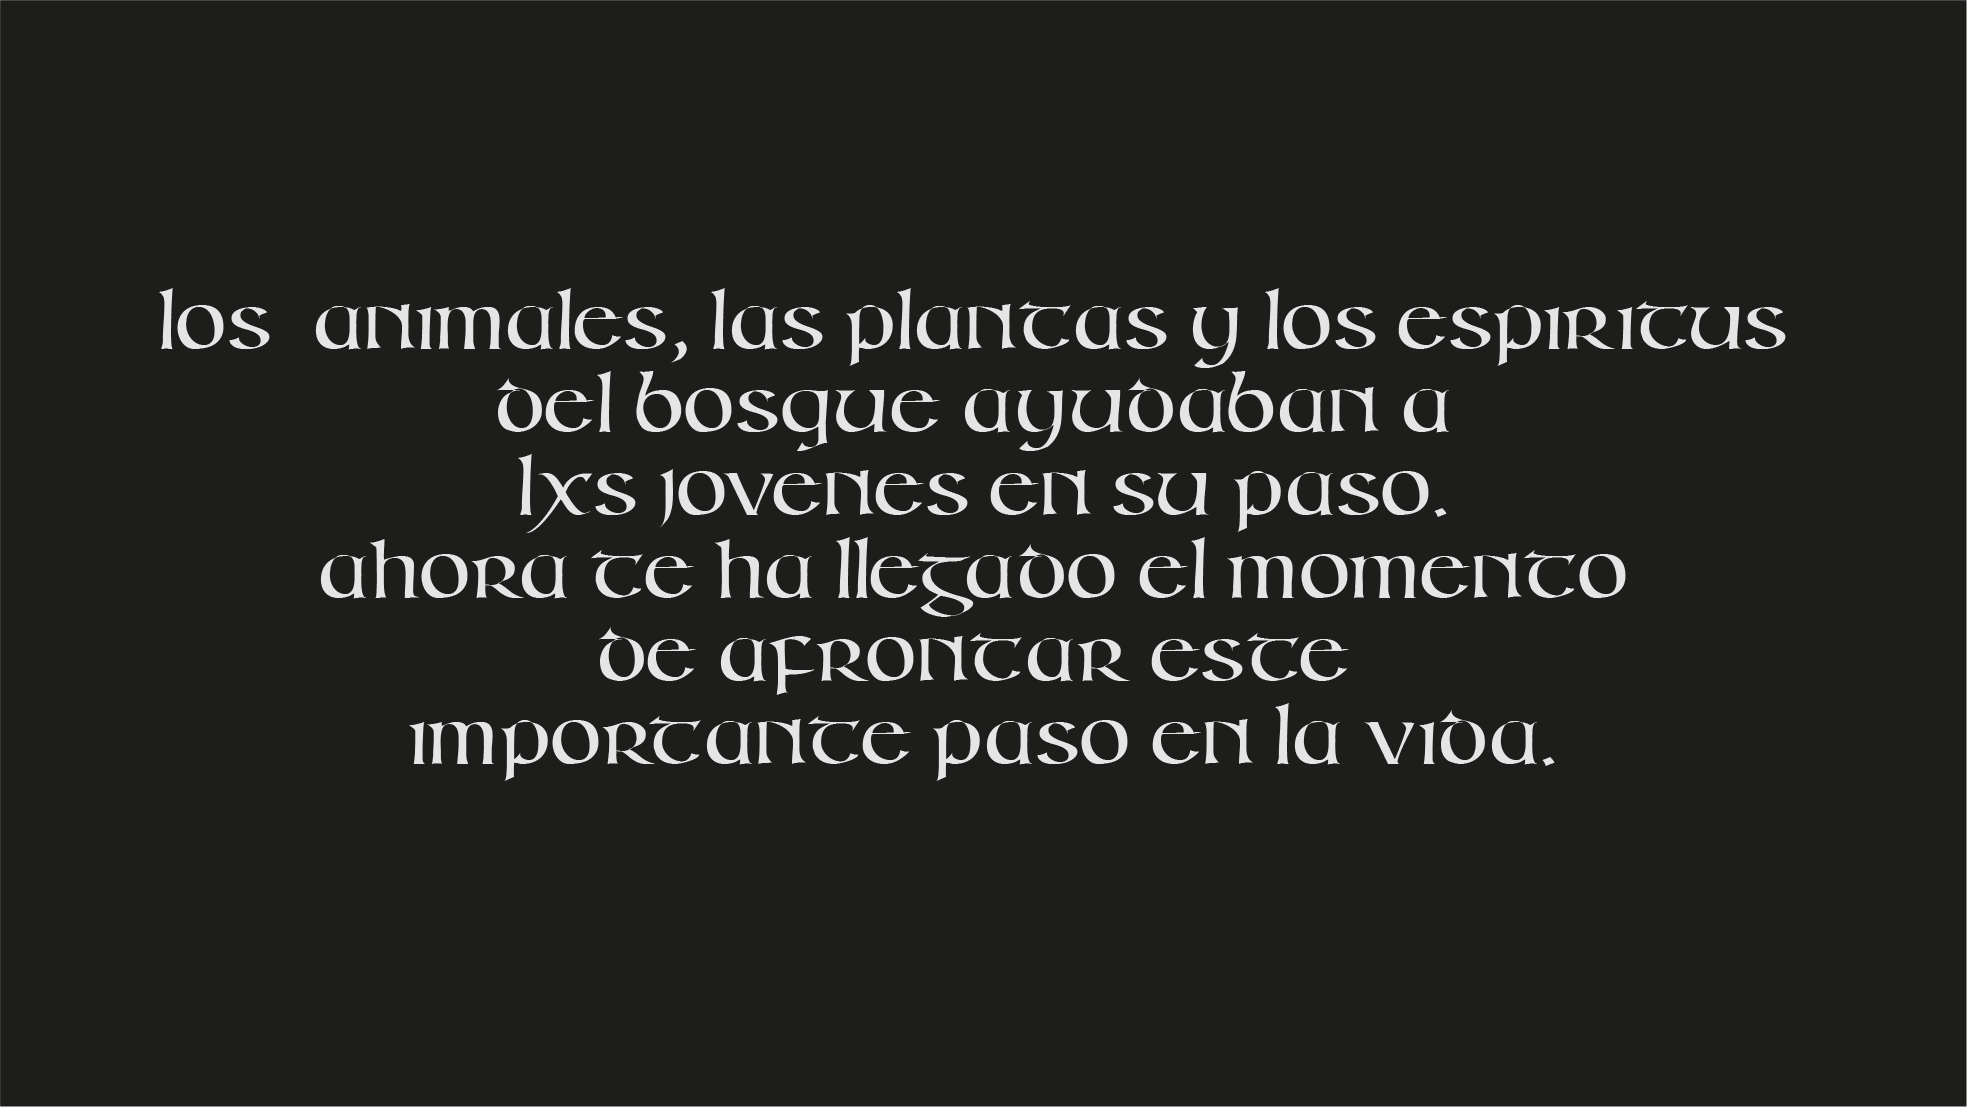 los  animales, las plantas y los espiritus
del bosque ayudaban a
lxs jovenes en su paso.
ahora te ha llegado el momento
de afrontar este
importante paso en la vida.